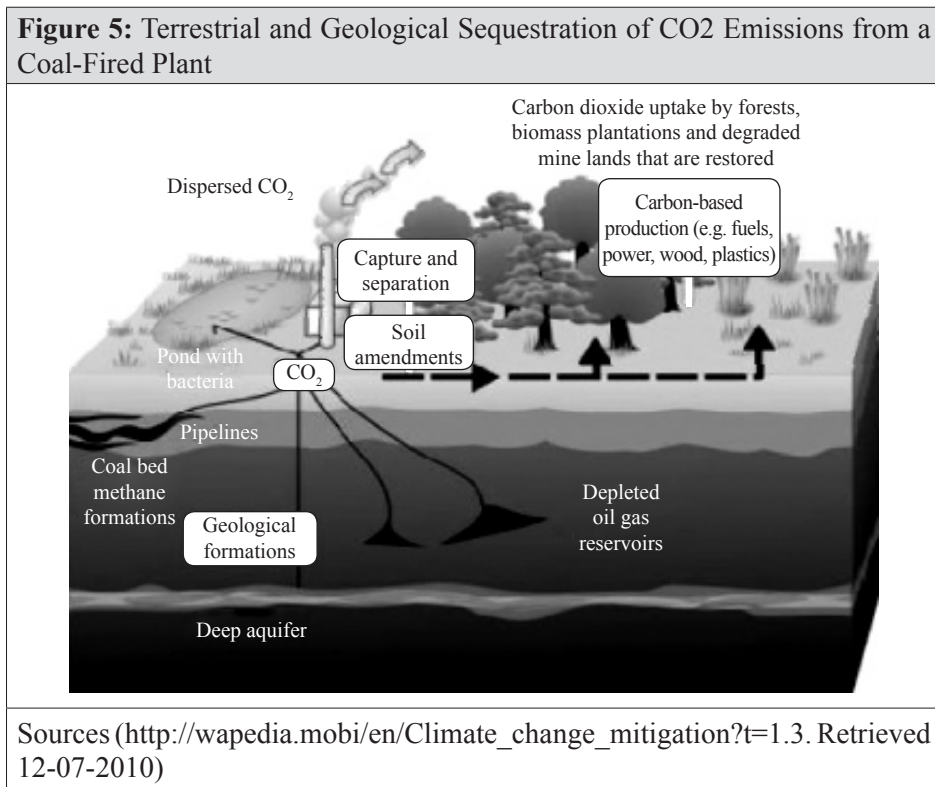 Figure 5: Terrestrial and Geological Sequestration of CO2 Emissions from a
Coal-Fired Plant
Carbon dioxide uptake by forests,
biomass plantations and degraded
mine lands that are restored
Dispersed CO₂
Carbon-based
production (e.g. fuels,
power, wood, plastics)
Capture and
separation
Soil
amendments
Pond with
bacteria
CO₂
Pipelines
Coal bed
methane
formations
Geological
formations
Depleted
oil gas
reservoirs
Deep aquifer
Sources (http://wapedia.mobi/en/Climate_change_mitigation?t=1.3. Retrieved
12-07-2010)